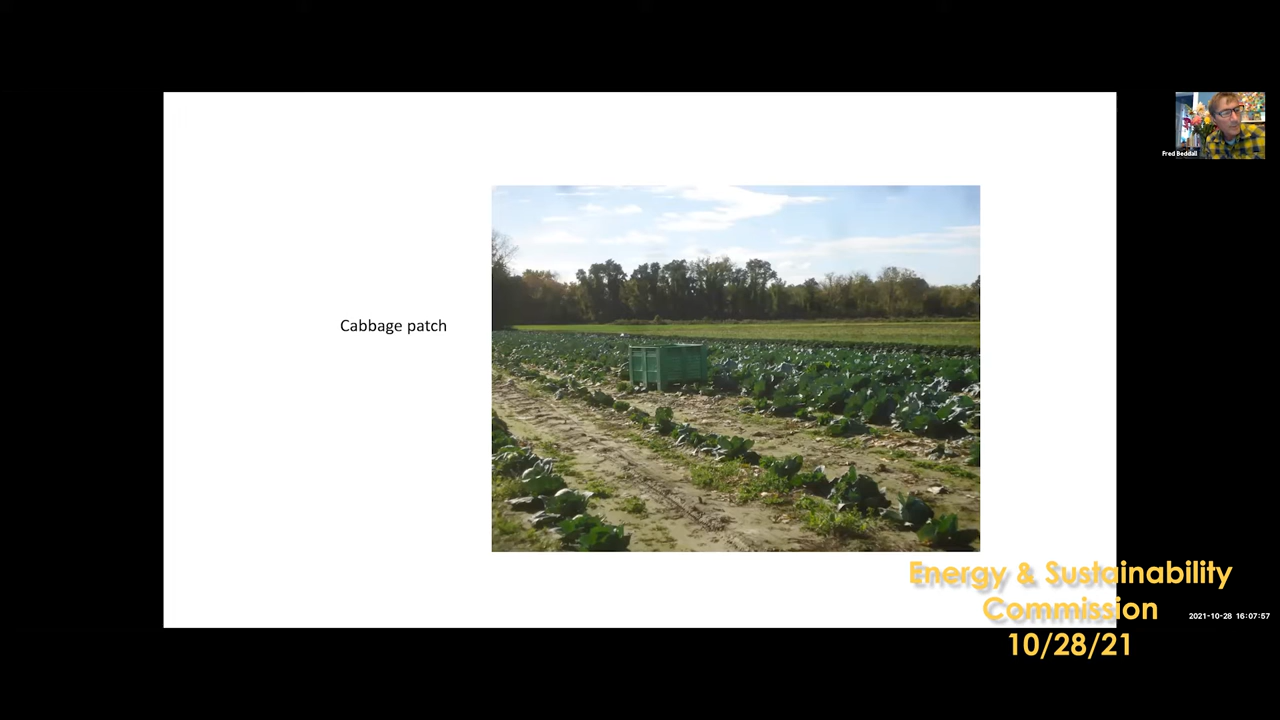 Fred Beddall
Cabbage patch
Energy & Sustainability
Commission
2021-10-28 16:07:57
10/28/21